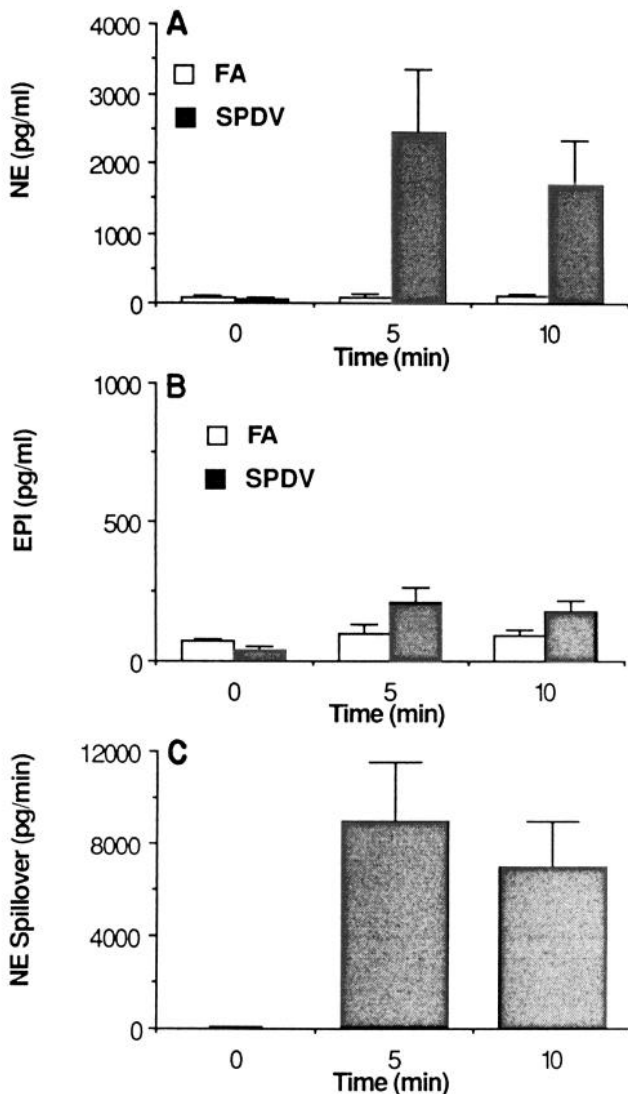 A
4000
FA
3000
SPDV
NE (pg/ml)
2000
1000
0
0 5 10
Time (min)
B
1000
FA
SPDV
EPI (pg/ml)
500
0
0 5 10
Time (min)
C
12000
NE Spillover (pg/min)
8000
4000
0
0 5 10
Time (min)